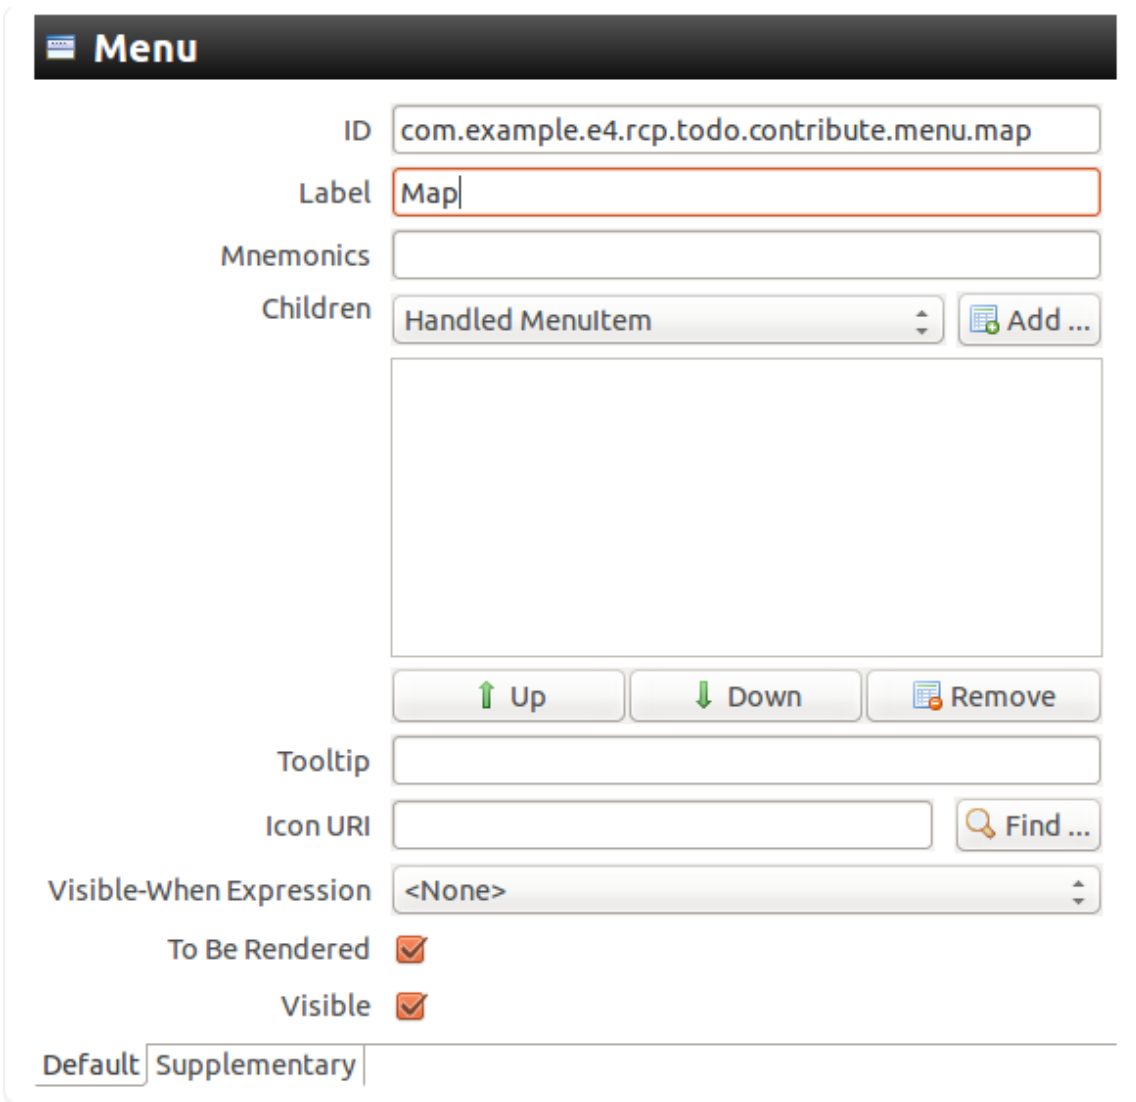 Menu
ID com.example.e4.rcp.todo.contribute.menu.map
Label Map
Mnemonics
Children Handled MenuItem Add ...
Up Down Remove
Tooltip
Icon URI Find ...
Visible-When Expression <None>
To Be Rendered
Visible
Default Supplementary